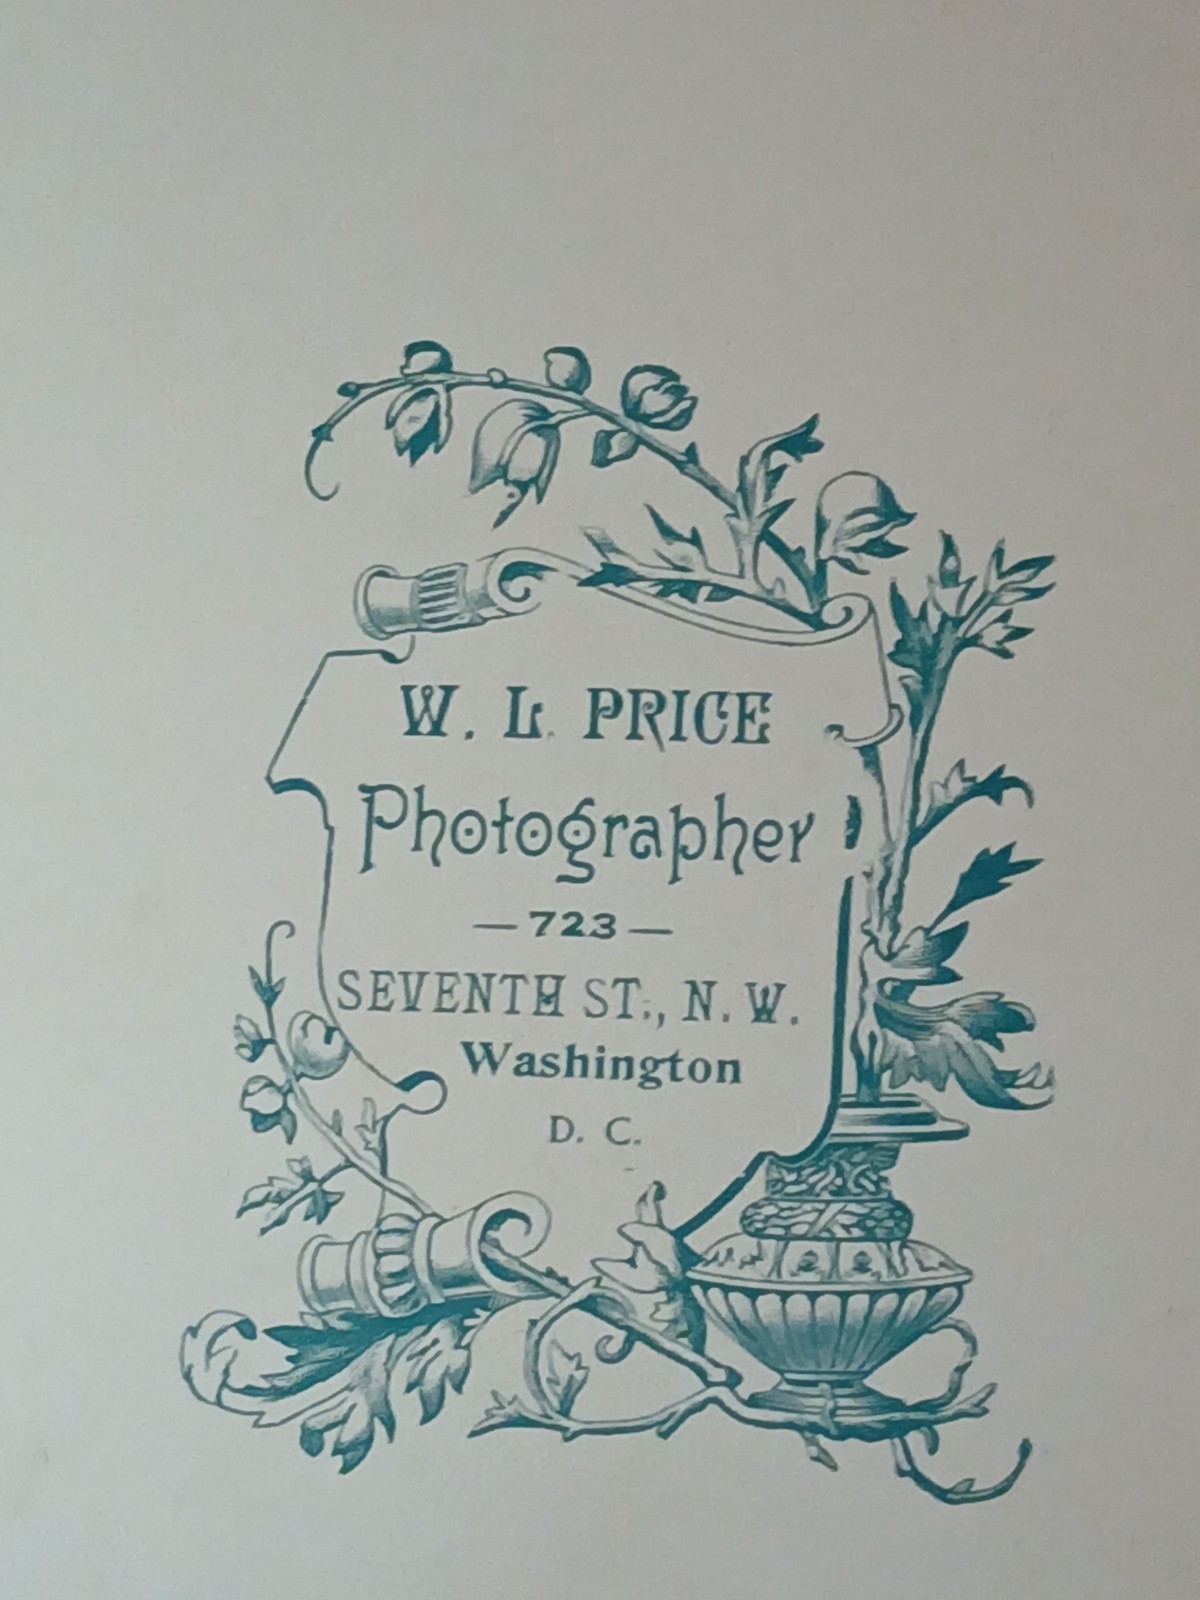 W. L. PRICE
Photographer
— 723 —
SEVENTH ST., N. W.
Washington
D. C.